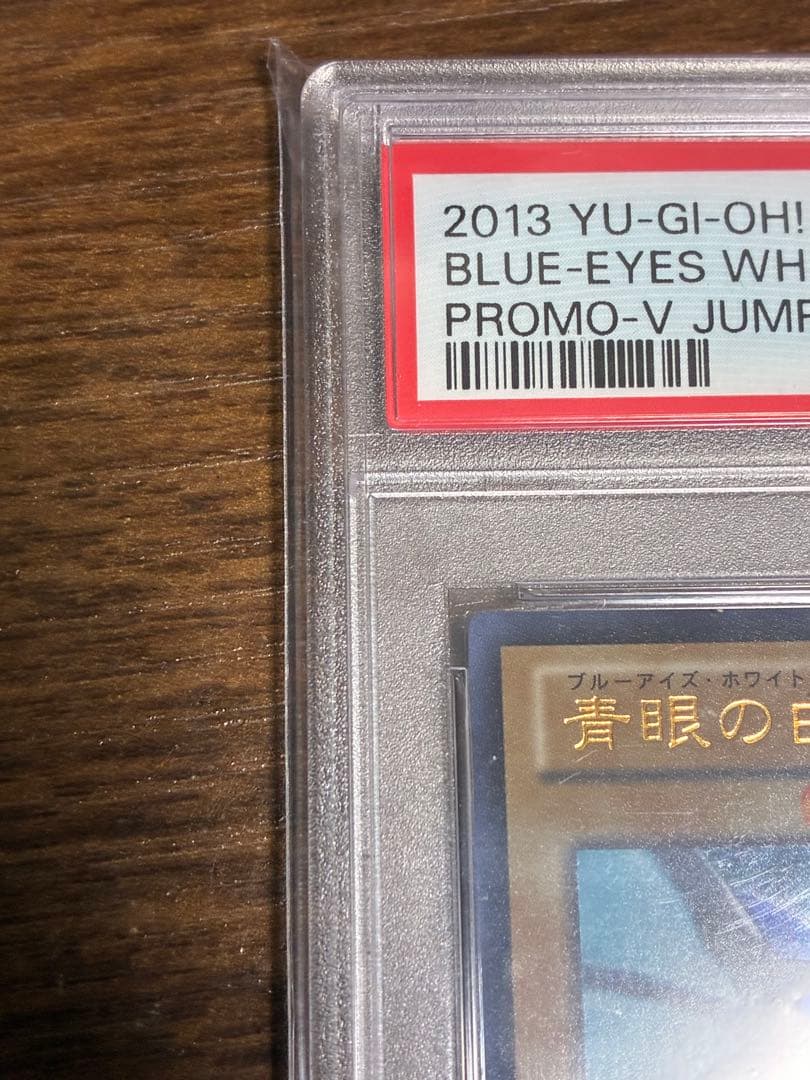 2013 YU-GI-OH!
BLUE-EYES WH
PROMO-V JUMP
ブルーアイズ・ホワイト
青眼の白